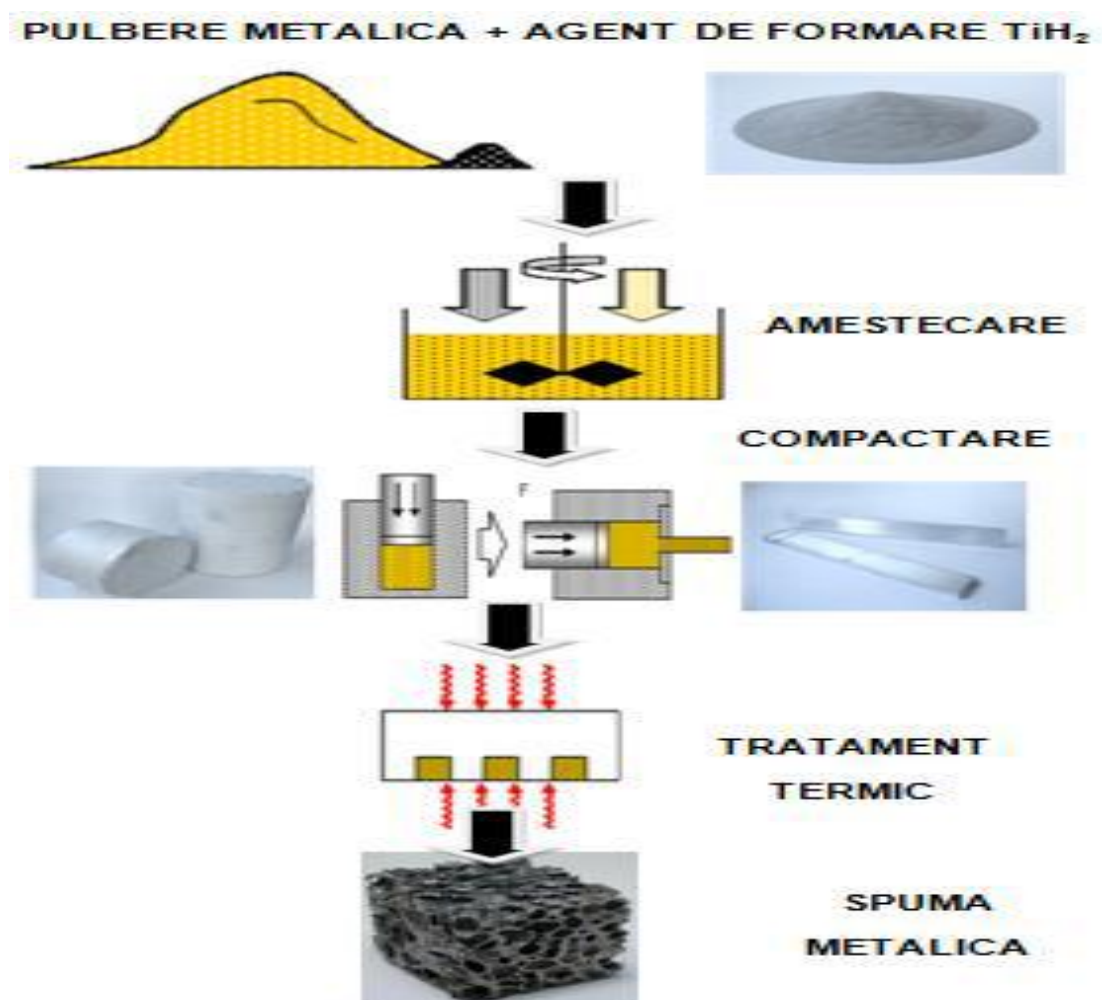 PULBERE METALICA + AGENT DE FORMARE TiH₂
AMESTECARE
COMPACTARE
F
TRATAMENT
TERMIC
SPUMA
METALICA